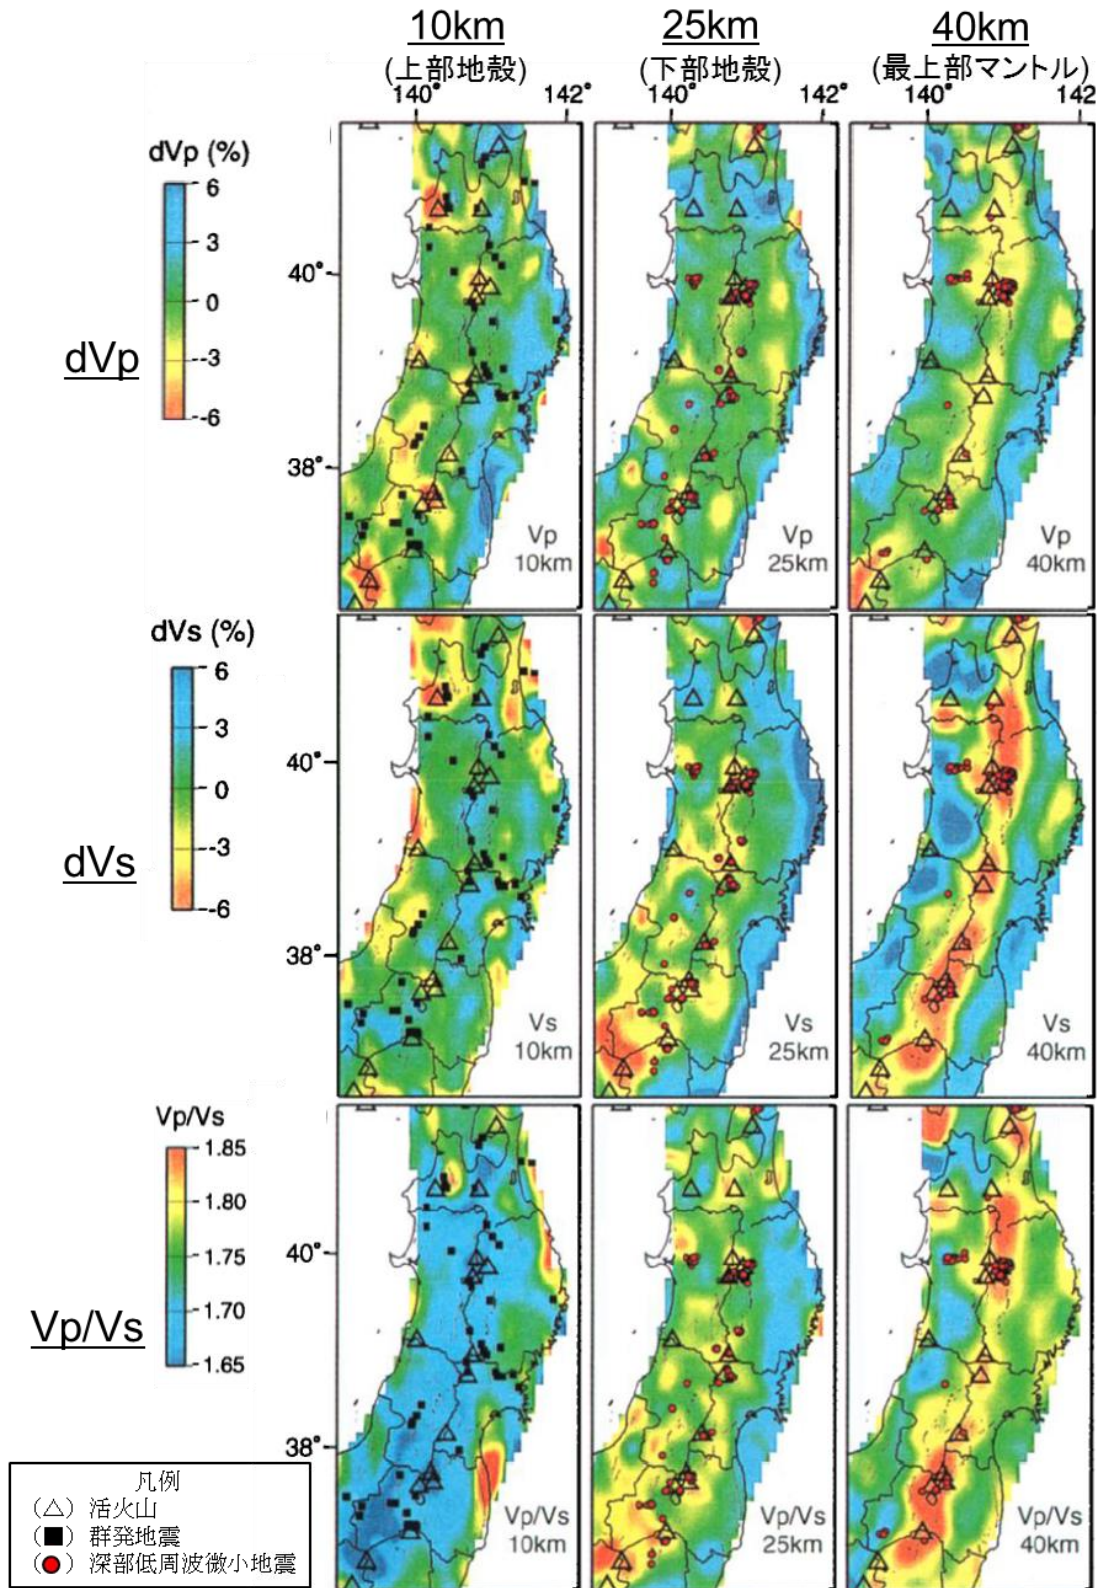 10km
25km
40km
(上部地殻)
(下部地殻)
(最上部マントル)
140°
142°
140°
142°
140°
142
dVp (%)
6
3
0
-3
-6
dVp
40°
38°
Vp
10km
Vp
25km
Vp
40km
dVs (%)
6
3
0
-3
-6
dVs
40°
38°
Vs
10km
Vs
25km
Vs
40km
Vp/Vs
1.85
1.80
1.75
1.70
1.65
Vp/Vs
40°
38°
Vp/Vs
10km
Vp/Vs
25km
Vp/Vs
40km
凡例
(△) 活火山
(■) 群発地震
(●) 深部低周波微小地震